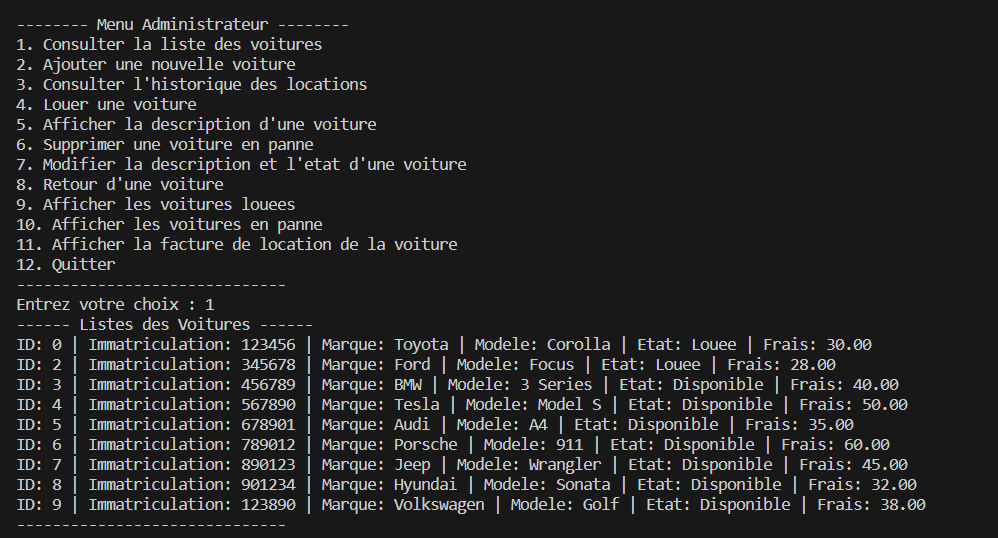 -------- Menu Administrateur --------
1. Consulter la liste des voitures
2. Ajouter une nouvelle voiture
3. Consulter l'historique des locations
4. Louer une voiture
5. Afficher la description d'une voiture
6. Supprimer une voiture en panne
7. Modifier la description et l'etat d'une voiture
8. Retour d'une voiture
9. Afficher les voitures louees
10. Afficher les voitures en panne
11. Afficher la facture de location de la voiture
12. Quitter
------------------------------
Entrez votre choix : 1
------ Listes des Voitures ------
ID: 0 | Immatriculation: 123456 | Marque: Toyota | Modele: Corolla | Etat: Louee | Frais: 30.00
ID: 2 | Immatriculation: 345678 | Marque: Ford | Modele: Focus | Etat: Louee | Frais: 28.00
ID: 3 | Immatriculation: 456789 | Marque: BMW | Modele: 3 Series | Etat: Disponible | Frais: 40.00
ID: 4 | Immatriculation: 567890 | Marque: Tesla | Modele: Model S | Etat: Disponible | Frais: 50.00
ID: 5 | Immatriculation: 678901 | Marque: Audi | Modele: A4 | Etat: Disponible | Frais: 35.00
ID: 6 | Immatriculation: 789012 | Marque: Porsche | Modele: 911 | Etat: Disponible | Frais: 60.00
ID: 7 | Immatriculation: 890123 | Marque: Jeep | Modele: Wrangler | Etat: Disponible | Frais: 45.00
ID: 8 | Immatriculation: 901234 | Marque: Hyundai | Modele: Sonata | Etat: Disponible | Frais: 32.00
ID: 9 | Immatriculation: 123890 | Marque: Volkswagen | Modele: Golf | Etat: Disponible | Frais: 38.00
------------------------------